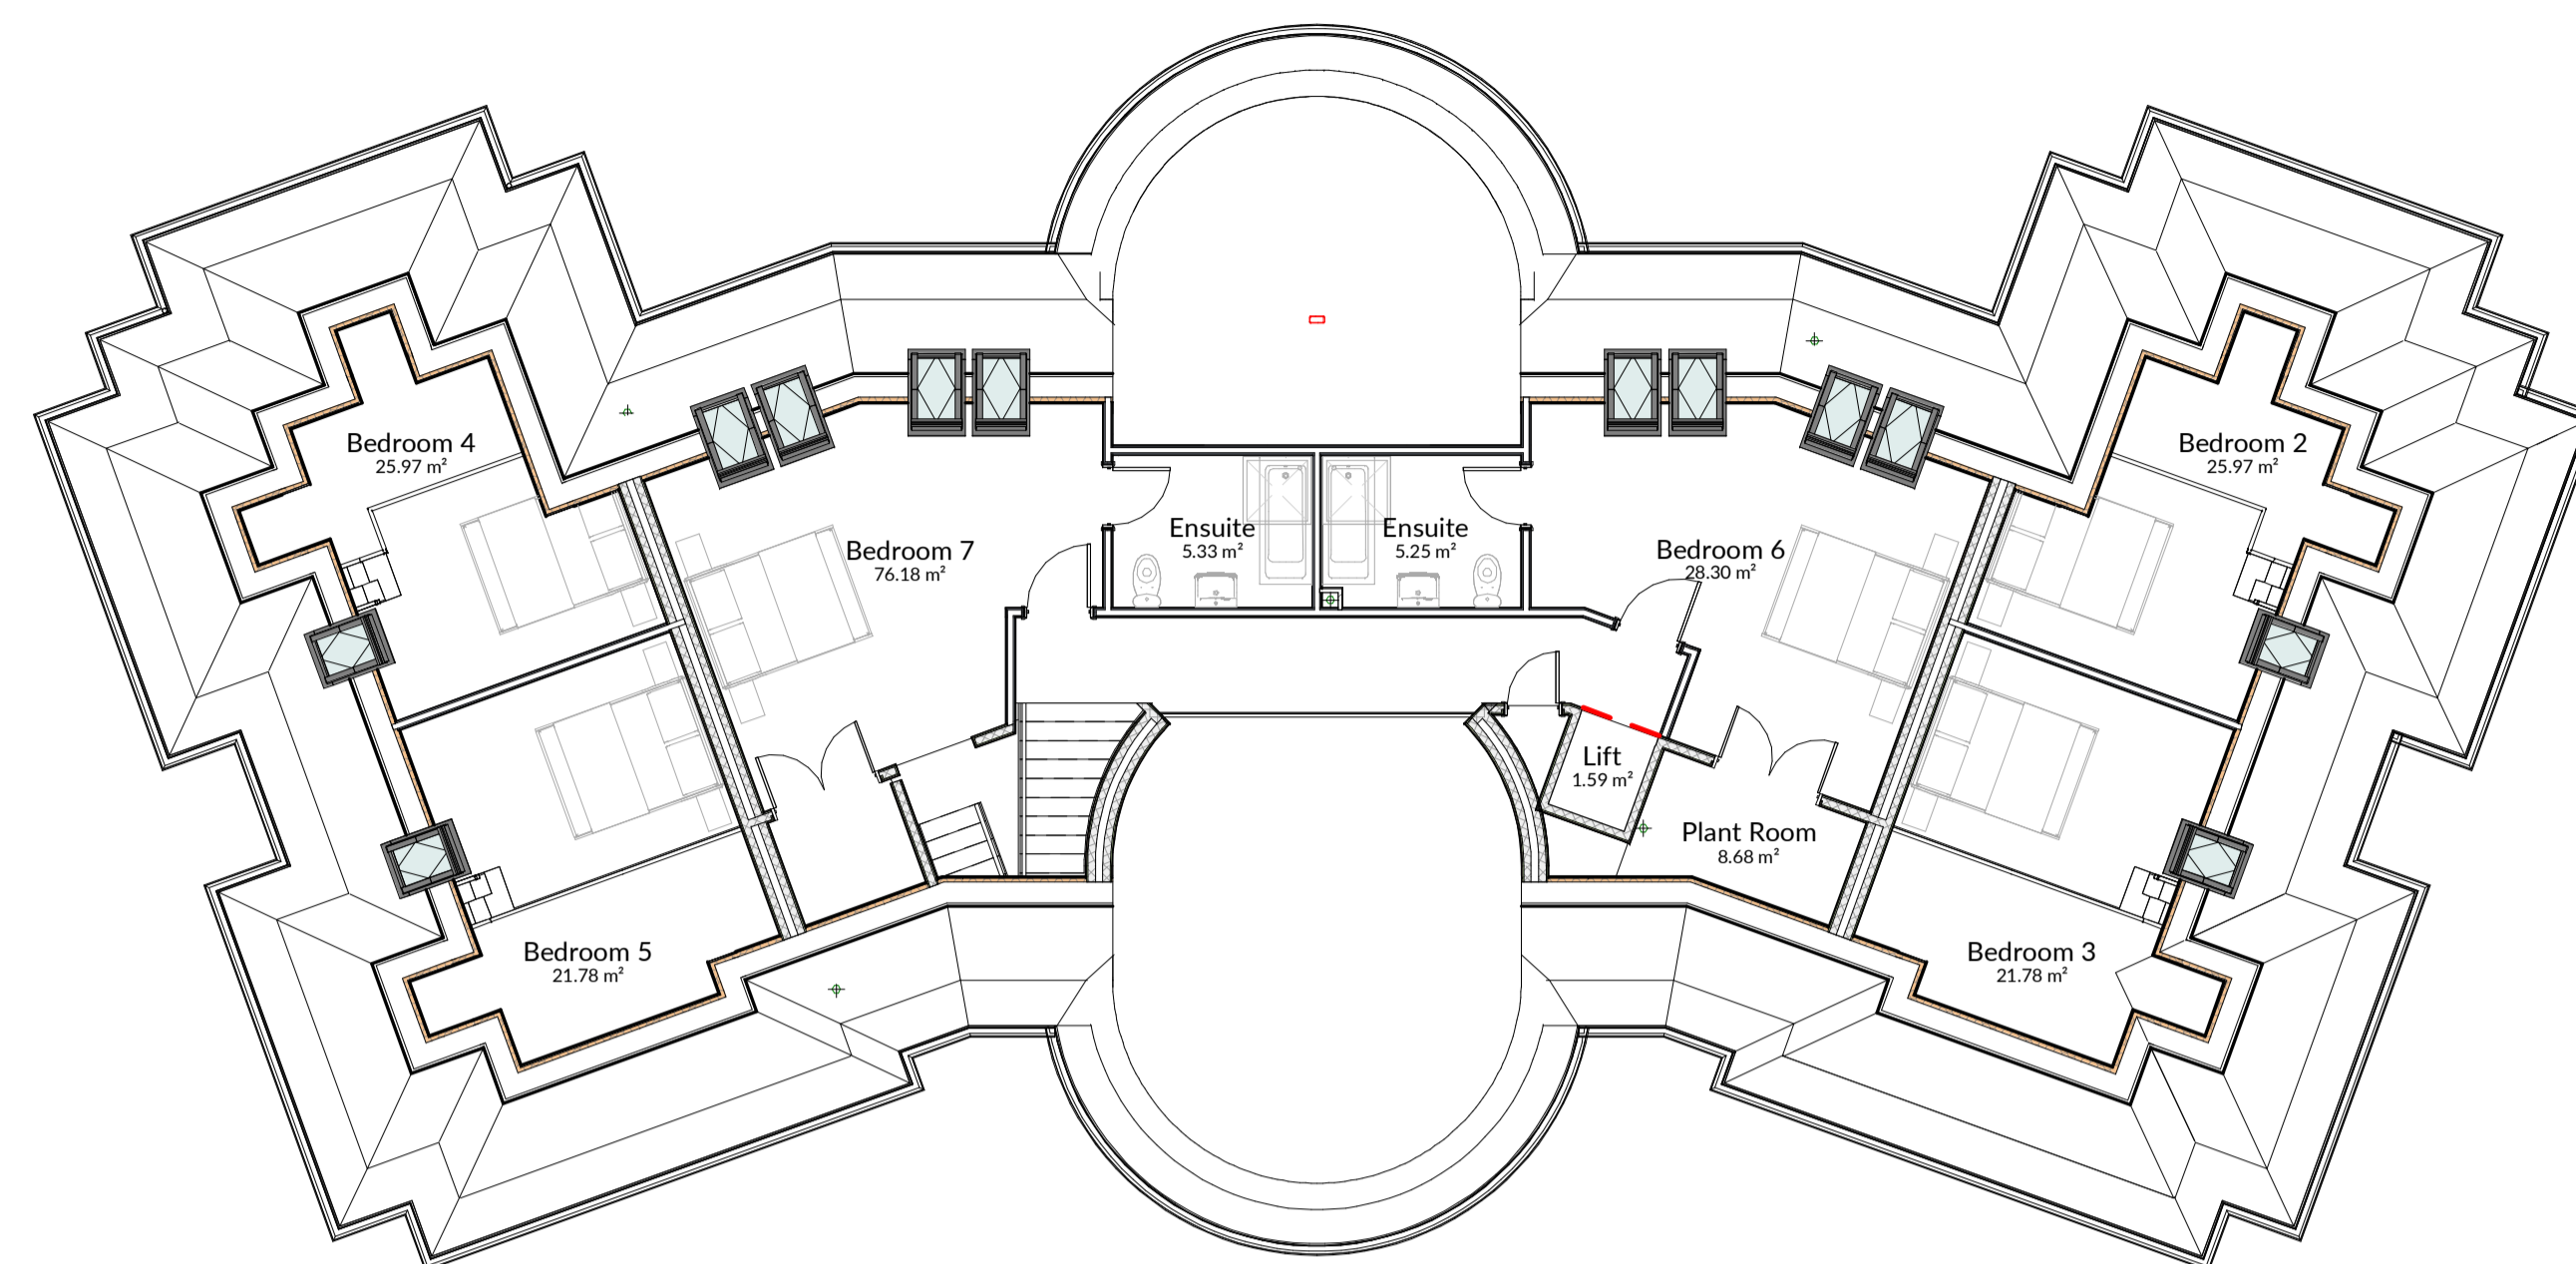 Bedroom 4
25.97 m²
Bedroom 2
25.97 m²
Bedroom 7
76.18 m²
Ensuite
5.33 m²
Ensuite
5.25 m²
Bedroom 6
28.30 m²
Lift
1.59 m²
Plant Room
8.68 m²
Bedroom 5
21.78 m²
Bedroom 3
21.78 m²